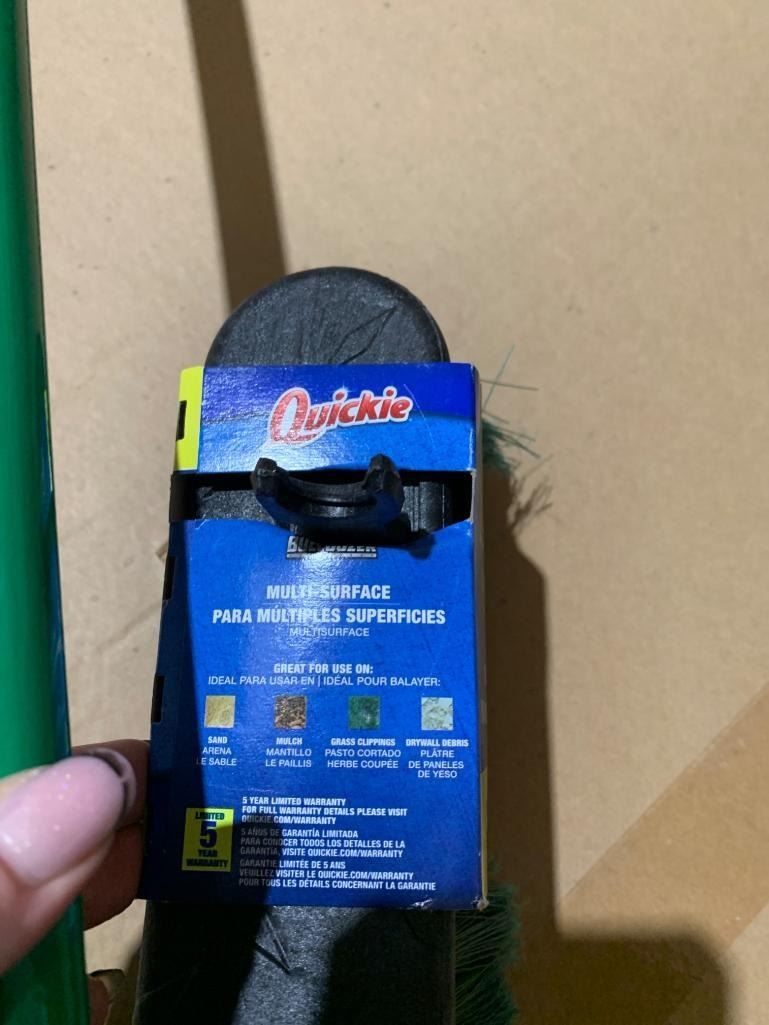 Quickie
BULLDOZER
MULTI-SURFACE
PARA MÚLTIPLES SUPERFICIES
MULTISURFACE
GREAT FOR USE ON:
IDEAL PARA USAR EN | IDÉAL POUR BALAYER:
SAND
ARENA
LE SABLE
MULCH
MANTILLO
LE PAILLIS
GRASS CLIPPINGS
PASTO CORTADO
HERBE COUPÉE
DRYWALL DEBRIS
PLÂTRE
DE PANELES
DE YESO
LIMITED
5
YEAR
WARRANTY
5 YEAR LIMITED WARRANTY
FOR FULL WARRANTY DETAILS PLEASE VISIT
QUICKIE.COM/WARRANTY
5 AÑOS DE GARANTÍA LIMITADA
PARA CONOCER TODOS LOS DETALLES DE LA
GARANTÍA, VISITE QUICKIE.COM/WARRANTY
GARANTIE LIMITÉE DE 5 ANS
VEUILLEZ VISITER LE QUICKIE.COM/WARRANTY
POUR TOUS LES DÉTAILS CONCERNANT LA GARANTIE